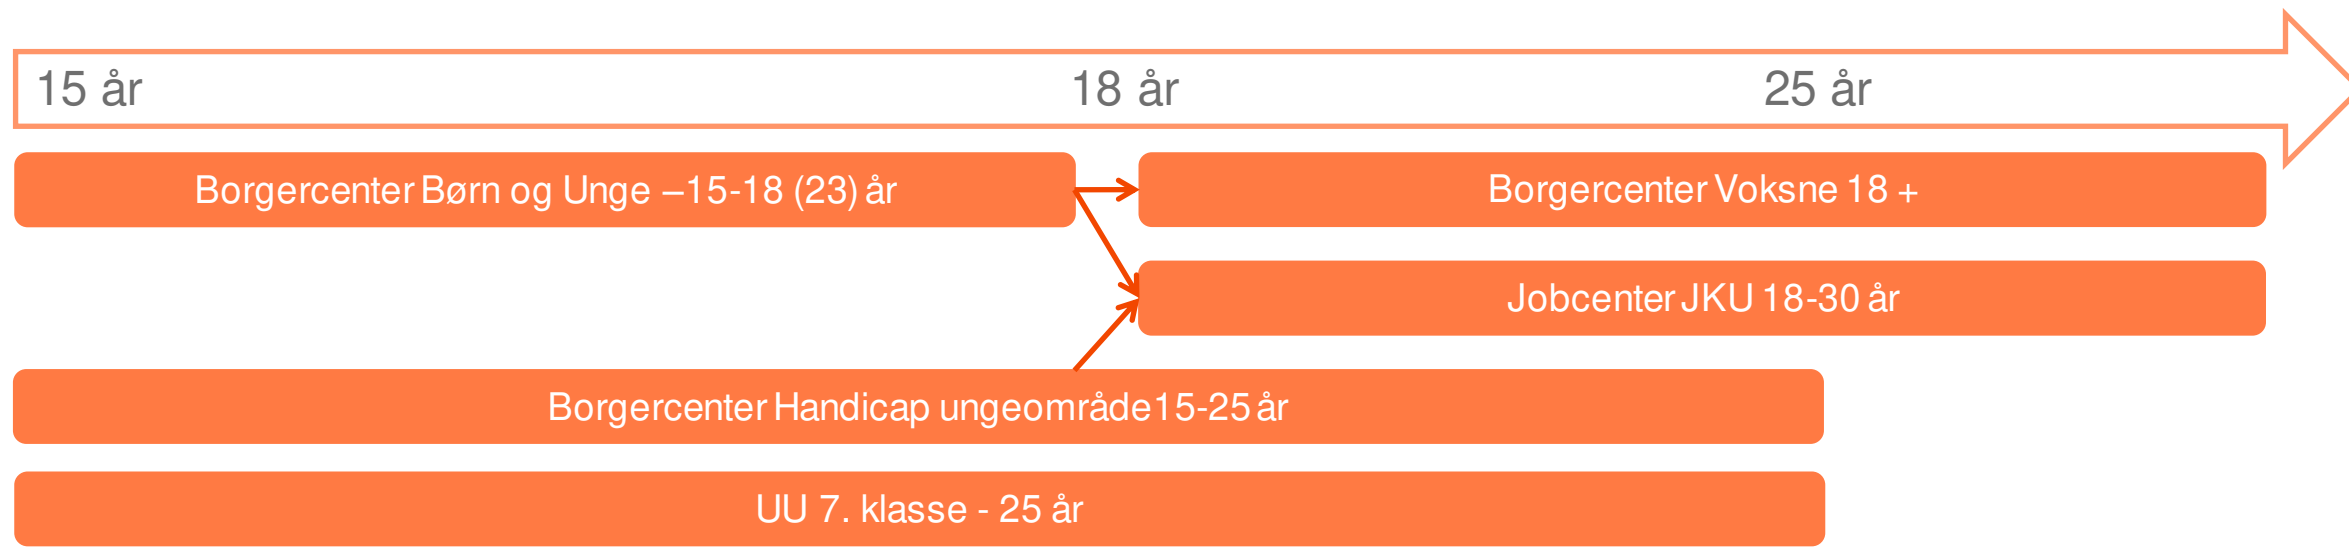 15 år 18 år 25 år
Borgercenter Børn og Unge –15-18 (23) år
Borgercenter Voksne 18 +
Jobcenter JKU 18-30 år
Borgercenter Handicap ungeområde15-25 år
UU 7. klasse - 25 år